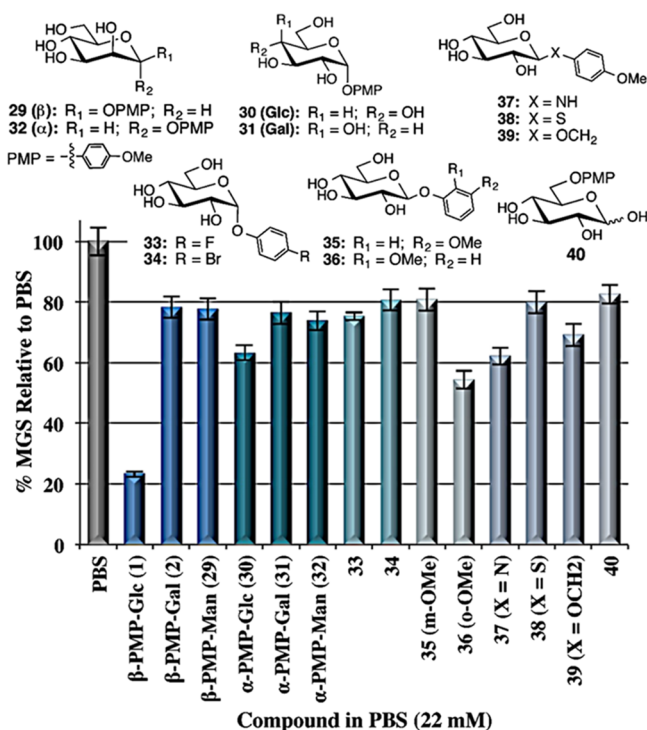 HO HO HO OH O R₁ R₂
29 (β): R₁ = OPMP; R₂ = H
32 (α): R₁ = H; R₂ = OPMP
PMP = OMe
R₁ OH R₂ O HO OH OPMP
30 (Glc): R₁ = H; R₂ = OH
31 (Gal): R₁ = OH; R₂ = H
OH HO HO O OH X OMe
37: X = NH
38: X = S
39: X = OCH₂
OH HO HO O OH O R
33: R = F
34: R = Br
OH HO HO O OH O R₁ R₂
35: R₁ = H; R₂ = OMe
36: R₁ = OMe; R₂ = H
OPMP HO HO O OH OH
40
% MGS Relative to PBS
100
80
60
40
20
0
PBS
β-PMP-Glc (1)
β-PMP-Gal (2)
β-PMP-Man (29)
α-PMP-Glc (30)
α-PMP-Gal (31)
α-PMP-Man (32)
33
34
35 (m-OMe)
36 (o-OMe)
37 (X = N)
38 (X = S)
39 (X = OCH2)
40
Compound in PBS (22 mM)